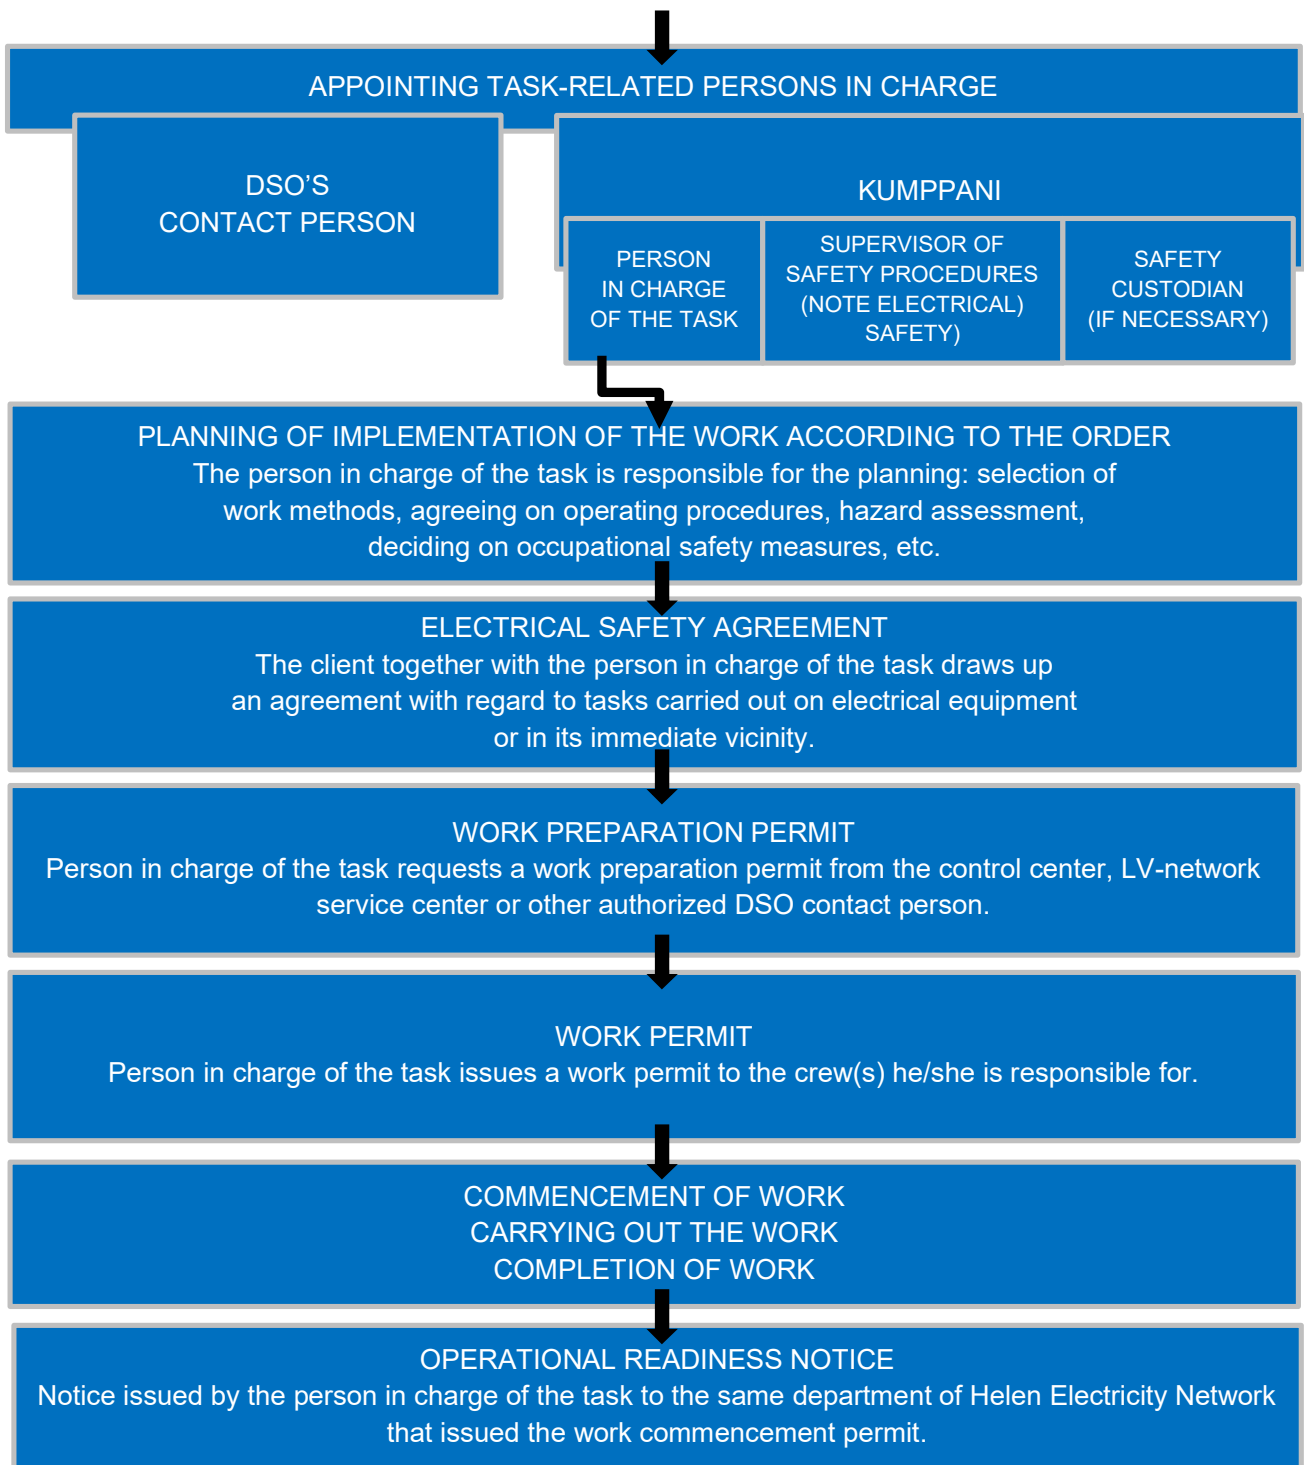 APPOINTING TASK-RELATED PERSONS IN CHARGE
DSO'S
CONTACT PERSON
KUMPPANI
PERSON
IN CHARGE
OF THE TASK
SUPERVISOR OF
SAFETY PROCEDURES
(NOTE ELECTRICAL)
SAFETY)
SAFETY
CUSTODIAN
(IF NECESSARY)
PLANNING OF IMPLEMENTATION OF THE WORK ACCORDING TO THE ORDER
The person in charge of the task is responsible for the planning: selection of
work methods, agreeing on operating procedures, hazard assessment,
deciding on occupational safety measures, etc.
ELECTRICAL SAFETY AGREEMENT
The client together with the person in charge of the task draws up
an agreement with regard to tasks carried out on electrical equipment
or in its immediate vicinity.
WORK PREPARATION PERMIT
Person in charge of the task requests a work preparation permit from the control center, LV-network
service center or other authorized DSO contact person.
WORK PERMIT
Person in charge of the task issues a work permit to the crew(s) he/she is responsible for.
COMMENCEMENT OF WORK
CARRYING OUT THE WORK
COMPLETION OF WORK
OPERATIONAL READINESS NOTICE
Notice issued by the person in charge of the task to the same department of Helen Electricity Network
that issued the work commencement permit.